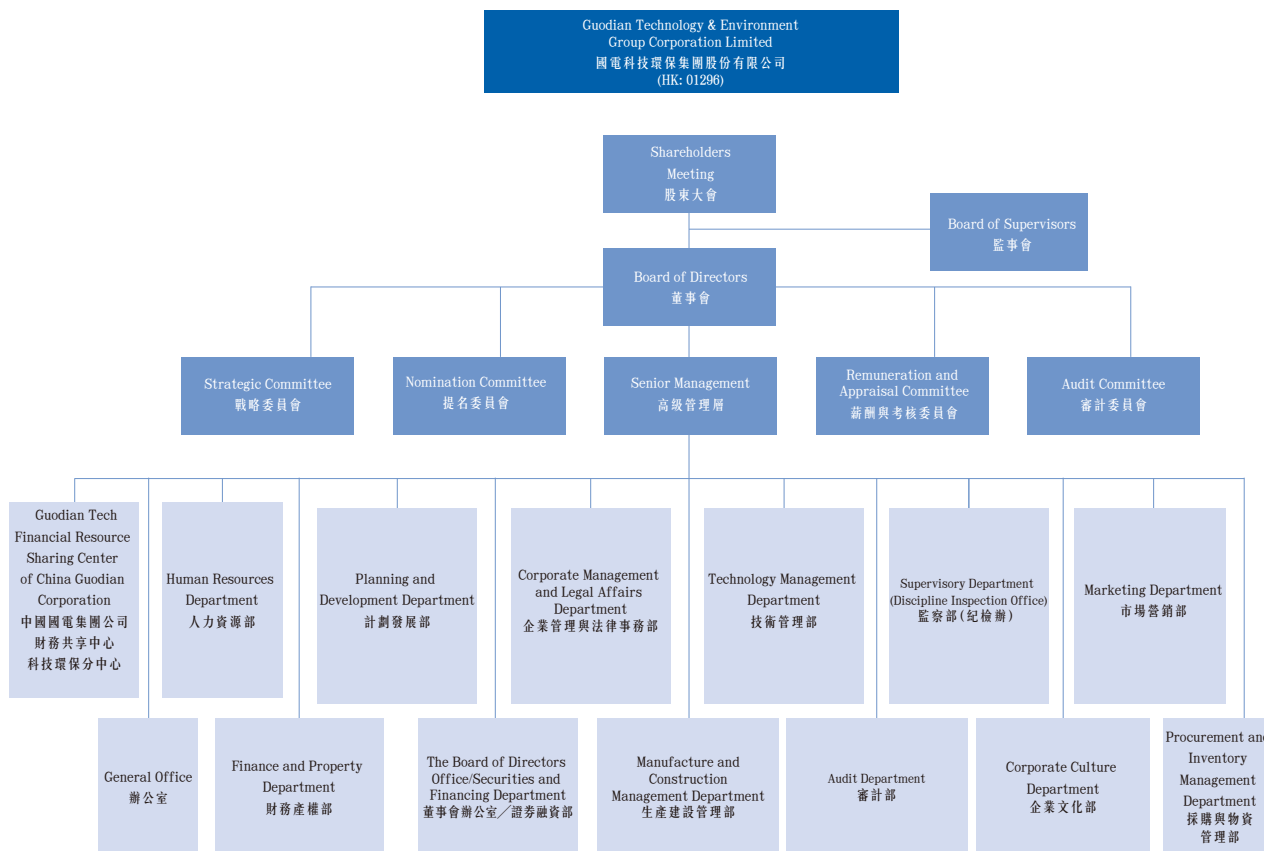 Guodian Technology & Environment
Group Corporation Limited
國電科技環保集團股份有限公司
(HK: 01296)
Shareholders
Meeting
股東大會
Board of Supervisors
監事會
Board of Directors
董事會
Strategic Committee
戰略委員會
Nomination Committee
提名委員會
Senior Management
高級管理層
Remuneration and
Appraisal Committee
薪酬與考核委員會
Audit Committee
審計委員會
Guodian Tech
Financial Resource
Sharing Center
of China Guodian
Corporation
中國國電集團公司
財務共享中心
科技環保分中心
Human Resources
Department
人力資源部
Planning and
Development Department
計劃發展部
Corporate Management
and Legal Affairs
Department
企業管理與法律事務部
Technology Management
Department
技術管理部
Supervisory Department
(Discipline Inspection Office)
監察部(紀檢辦)
Marketing Department
市場營銷部
General Office
辦公室
Finance and Property
Department
財務產權部
The Board of Directors
Office/Securities and
Financing Department
董事會辦公室╱證券融資部
Manufacture and
Construction
Management Department
生產建設管理部
Audit Department
審計部
Corporate Culture
Department
企業文化部
Procurement and
Inventory
Management
Department
採購與物資
管理部